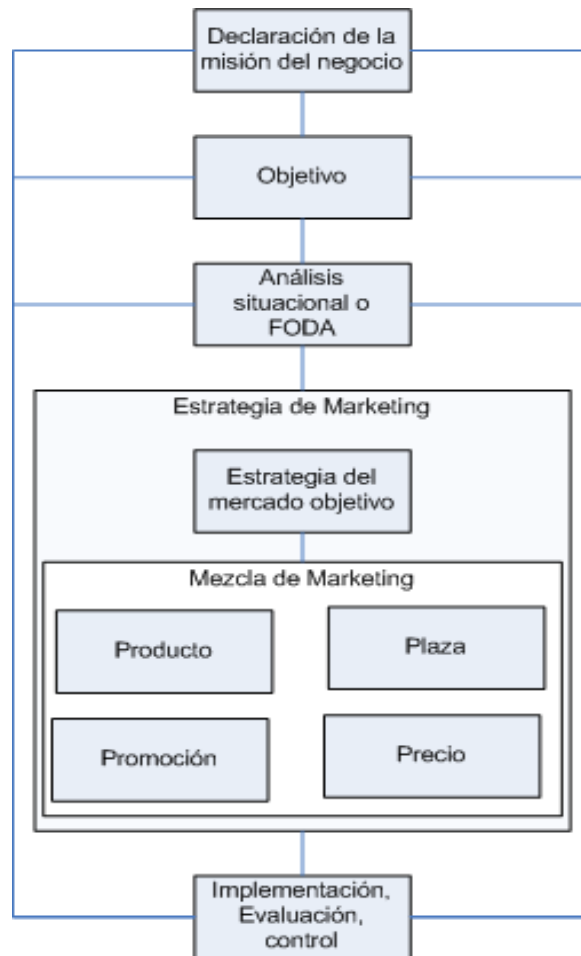 Declaración de la
misión del negocio
Objetivo
Análisis
situacional o
FODA
Estrategia de Marketing
Estrategia del
mercado objetivo
Mezcla de Marketing
Producto
Plaza
Promoción
Precio
Implementación,
Evaluación,
control